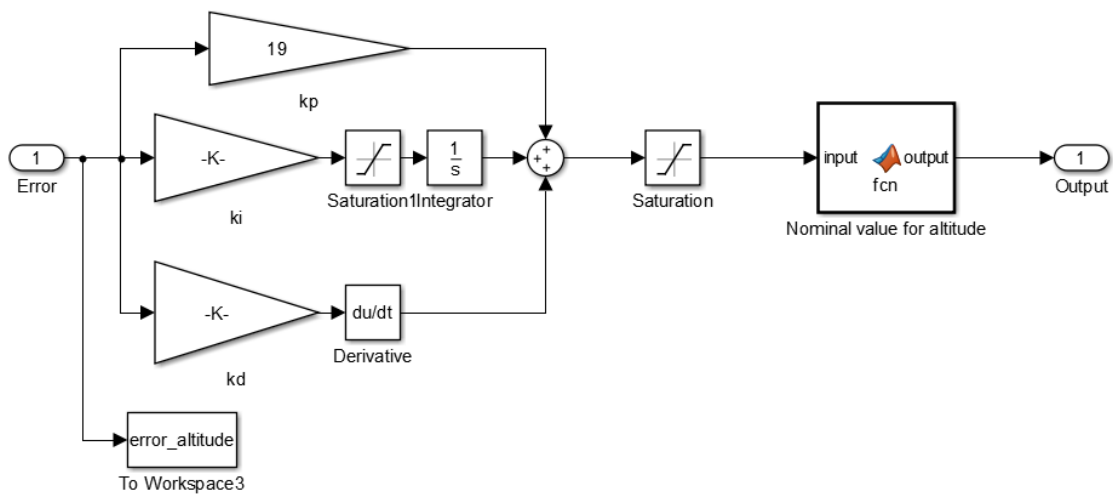 19
kp
1
Error
-K-
ki
Saturation1
1
s
Integrator
+
+
+
Saturation
input
fcn
output
Nominal value for altitude
1
Output
-K-
kd
du/dt
Derivative
error_altitude
To Workspace3